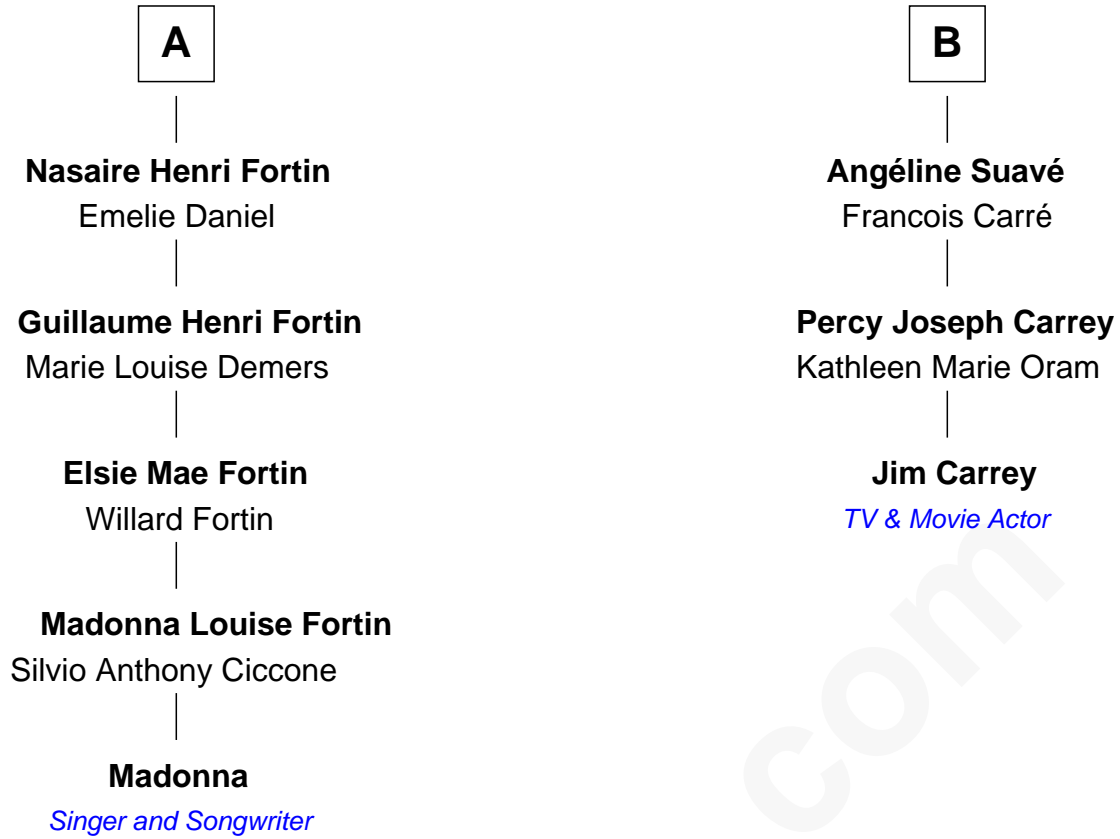 A
Nasaire Henri Fortin
Emelie Daniel
Guillaume Henri Fortin
Marie Louise Demers
Elsie Mae Fortin
Willard Fortin
Madonna Louise Fortin
Silvio Anthony Ciccone
Madonna
Singer and Songwriter
B
Angéline Suavé
Francois Carré
Percy Joseph Carrey
Kathleen Marie Oram
Jim Carrey
TV & Movie Actor
com